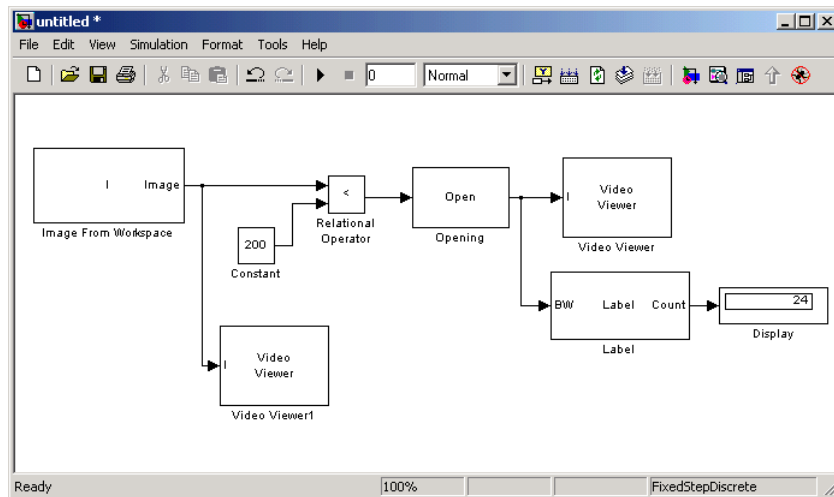 untitled *
File Edit View Simulation Format Tools Help
0 Normal
I Image
Image From Workspace
<
Relational
Operator
200
Constant
Open
Opening
I Video
Viewer
Video Viewer
BW Label Count
Label
24
Display
I Video
Viewer
Video Viewer1
Ready 100% FixedStepDiscrete